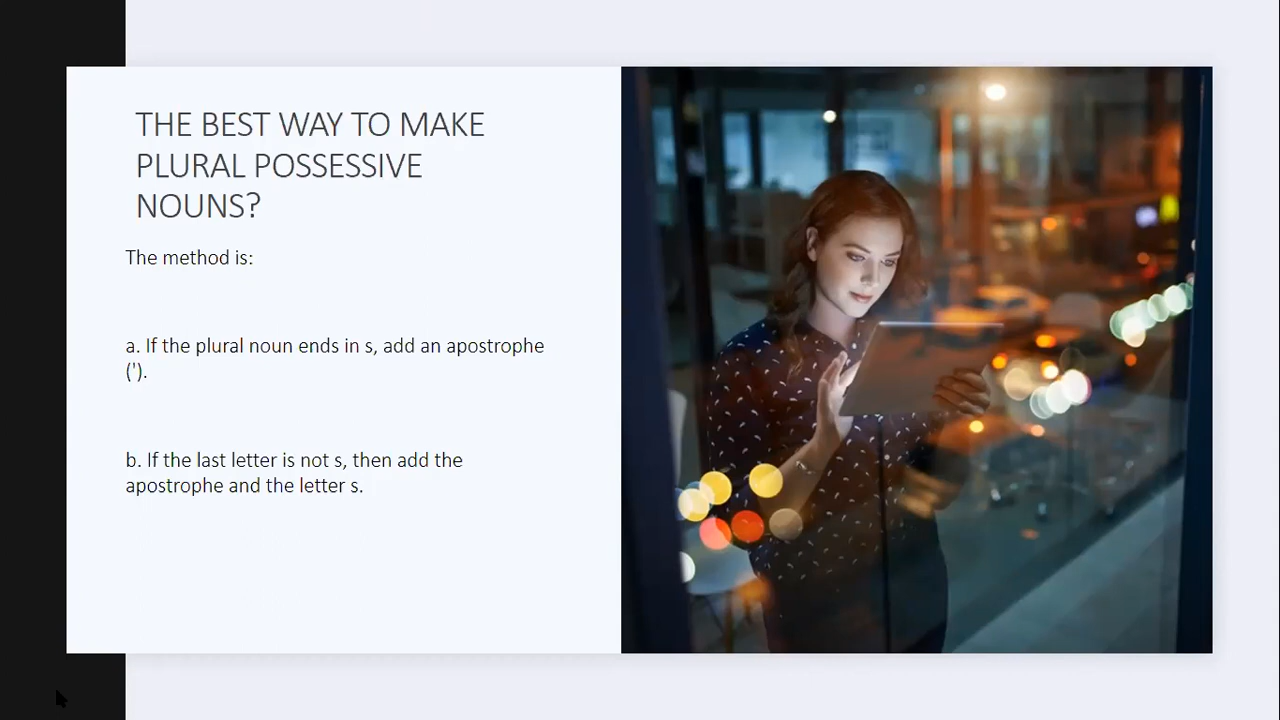 THE BEST WAY TO MAKE
PLURAL POSSESSIVE
NOUNS?
The method is:
a. If the plural noun ends in s, add an apostrophe
(').
b. If the last letter is not s, then add the
apostrophe and the letter s.